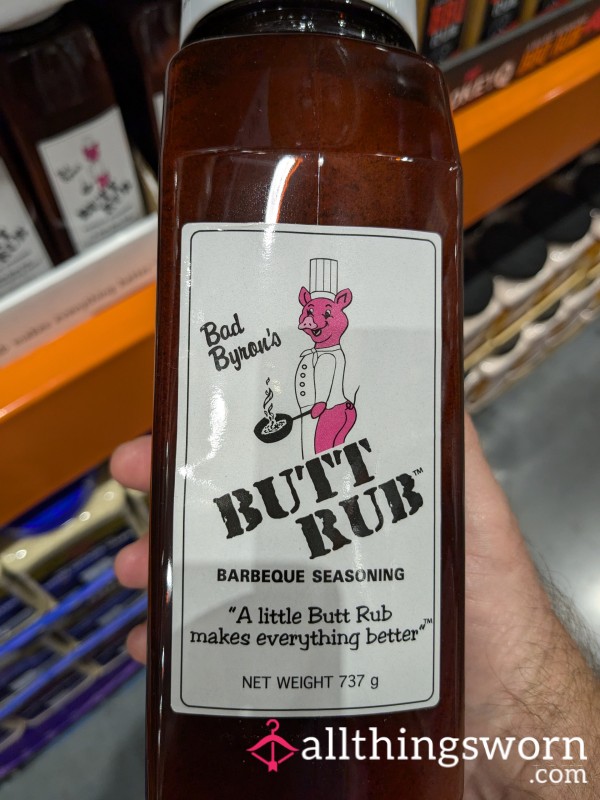 Bad
Byron's
BUTT
RUB™
BARBEQUE SEASONING
"A little Butt Rub
makes everything better"™
NET WEIGHT 737 g
allthingsworn
.com